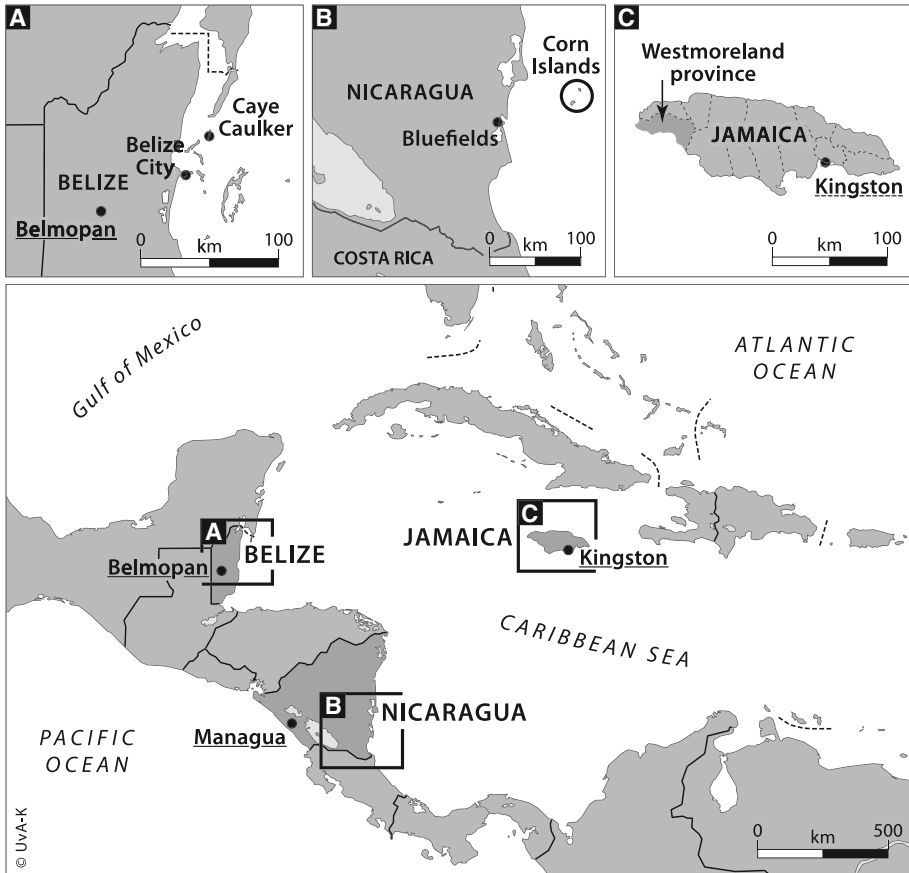 A
Caye
Caulker
Belize
City
BELIZE
Belmopan
0 km 100
B
Corn
Islands
NICARAGUA
Bluefields
COSTA RICA
0 km 100
C
Westmoreland
province
JAMAICA
Kingston
0 km 100
Gulf of Mexico
ATLANTIC
OCEAN
A
BELIZE
Belmopan
C
JAMAICA
Kingston
CARIBBEAN SEA
B
NICARAGUA
Managua
PACIFIC
OCEAN
0 km 500
© UvA-K